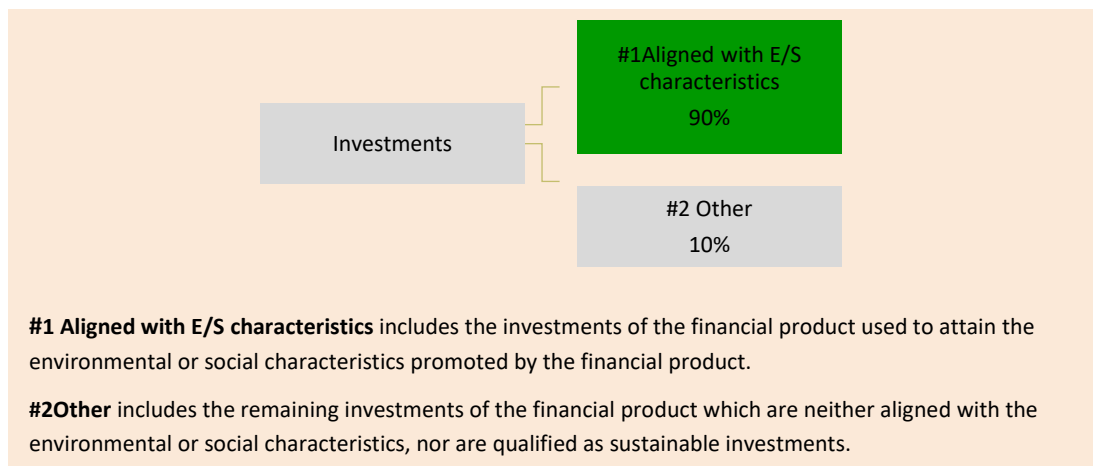 #1Aligned with E/S
characteristics
90%
Investments
#2 Other
10%
#1 Aligned with E/S characteristics includes the investments of the financial product used to attain the
environmental or social characteristics promoted by the financial product.
#2Other includes the remaining investments of the financial product which are neither aligned with the
environmental or social characteristics, nor are qualified as sustainable investments.